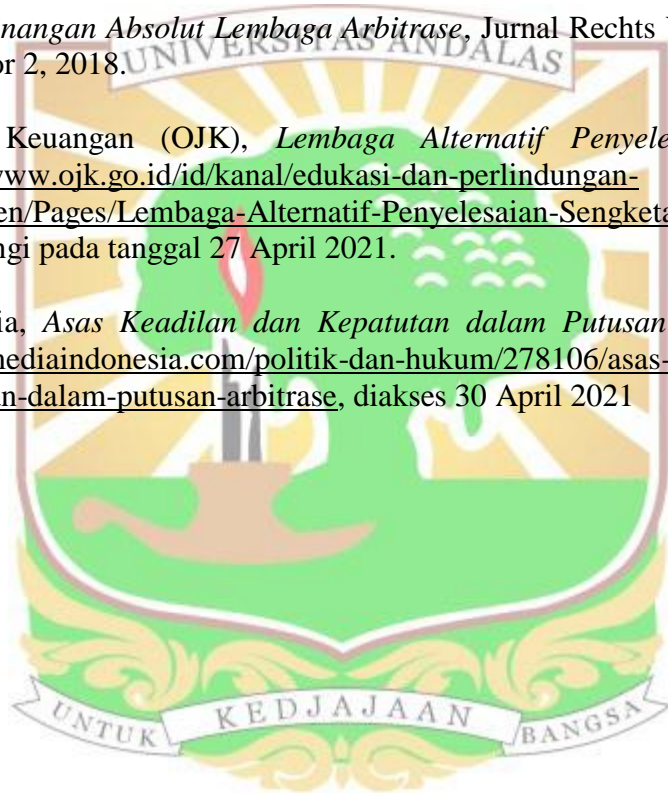 nangan Absolut Lembaga Arbitrase, Jurnal Rechts
or 2, 2018.
UNIVERSITAS ANDALAS
Keuangan (OJK), Lembaga Alternatif Penyele
www.ojk.go.id/id/kanal/edukasi-dan-perlindungan-
en/Pages/Lembaga-Alternatif-Penyelesaian-Sengketa
ngi pada tanggal 27 April 2021.
ia, Asas Keadilan dan Kepatutan dalam Putusan
mediaindonesia.com/politik-dan-hukum/278106/asas-
an-dalam-putusan-arbitrase, diakses 30 April 2021
UNTUK KEDJAJAAN BANGSA